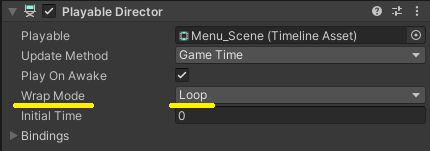 Playable Director
Playable Menu_Scene (Timeline Asset)
Update Method Game Time
Play On Awake
Wrap Mode Loop
Initial Time 0
Bindings